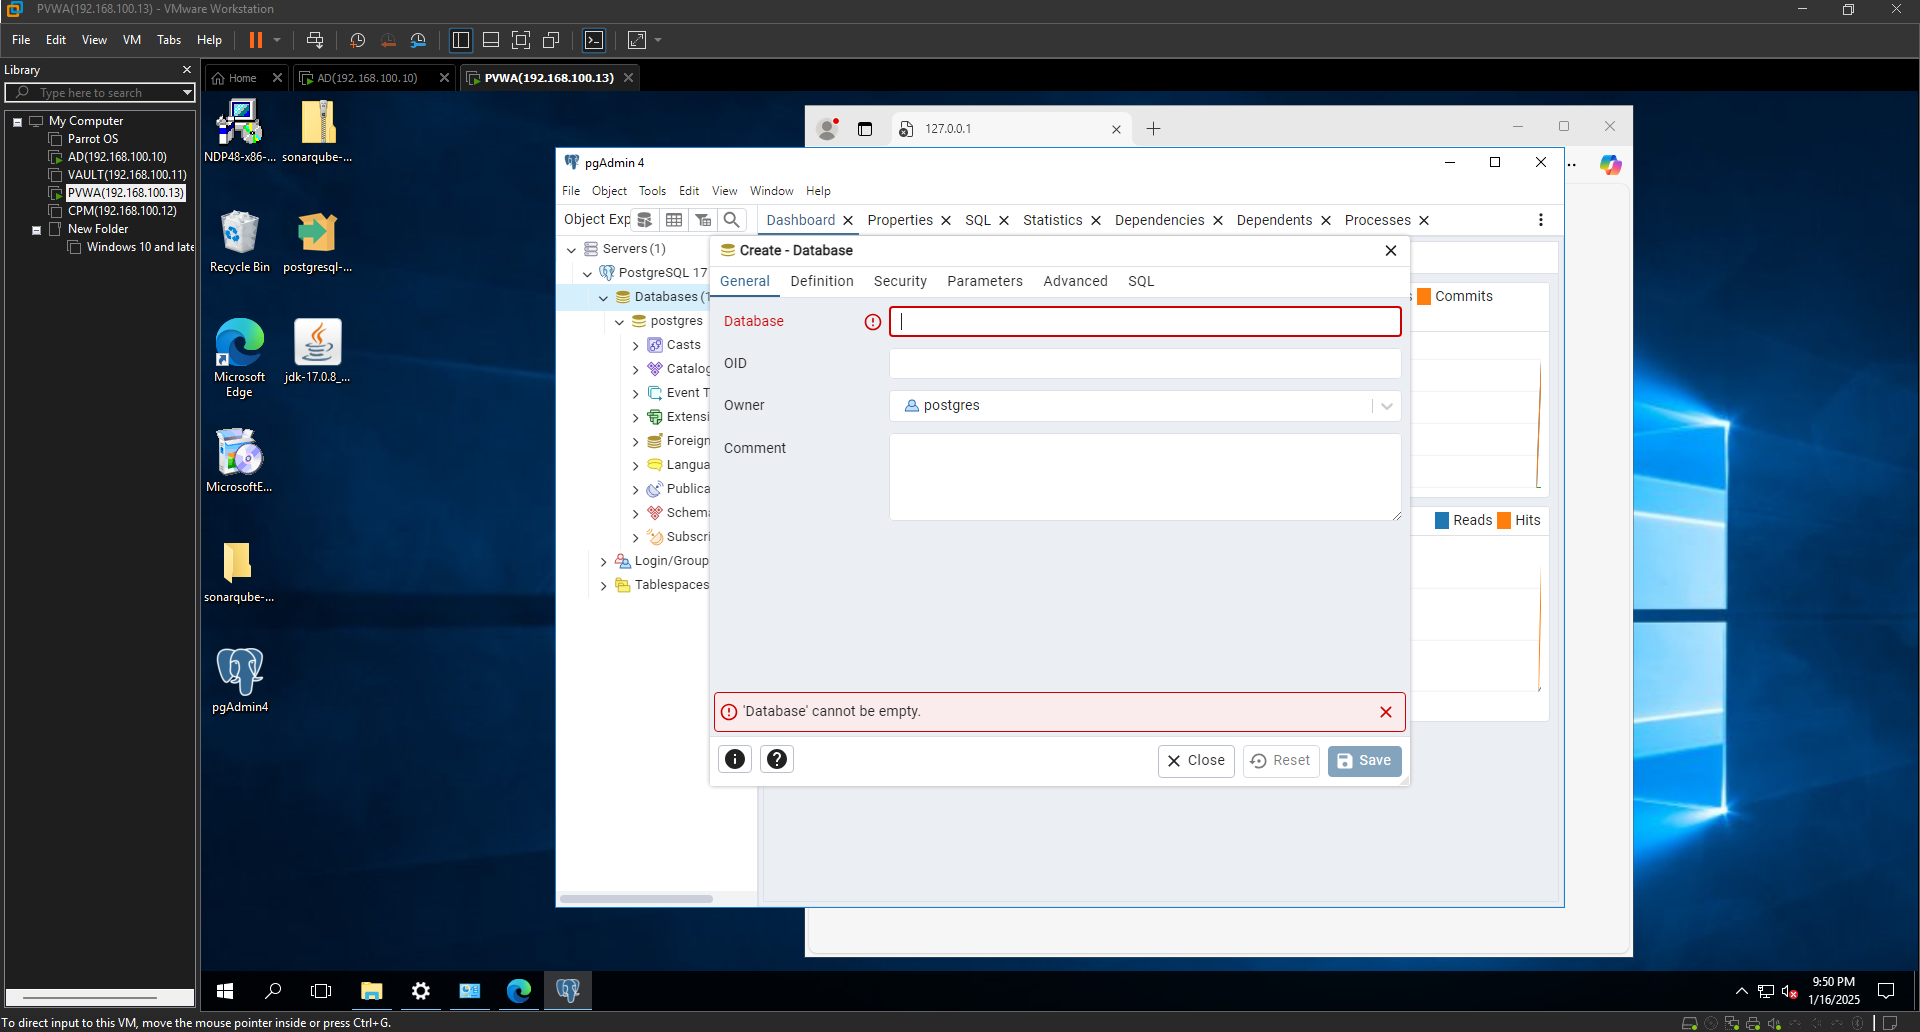 PVWA(192.168.100.13) - VMware Workstation
File Edit View VM Tabs Help
Library
Type here to search
My Computer
Parrot OS
AD(192.168.100.10)
VAULT(192.168.100.11)
PVWA(192.168.100.13)
CPM(192.168.100.12)
New Folder
Windows 10 and late
Home
AD(192.168.100.10)
PVWA(192.168.100.13)
NDP48-x86-...
sonarqube-...
Recycle Bin
postgresql-...
Microsoft
Edge
jdk-17.0.8_...
MicrosoftE...
sonarqube-...
pgAdmin4
127.0.0.1
pgAdmin 4
File Object Tools Edit View Window Help
Object Exp
Dashboard Properties SQL Statistics Dependencies Dependents Processes
Servers (1)
PostgreSQL 17
Databases (1
postgres
Casts
Catalog
Event T
Extensi
Foreign
Langua
Publica
Schema
Subscri
Login/Group
Tablespaces
Create - Database
General Definition Security Parameters Advanced SQL
Database
OID
Owner
postgres
Comment
'Database' cannot be empty.
Close
Reset
Save
s Commits
Reads Hits
9:50 PM
1/16/2025
To direct input to this VM, move the mouse pointer inside or press Ctrl+G.